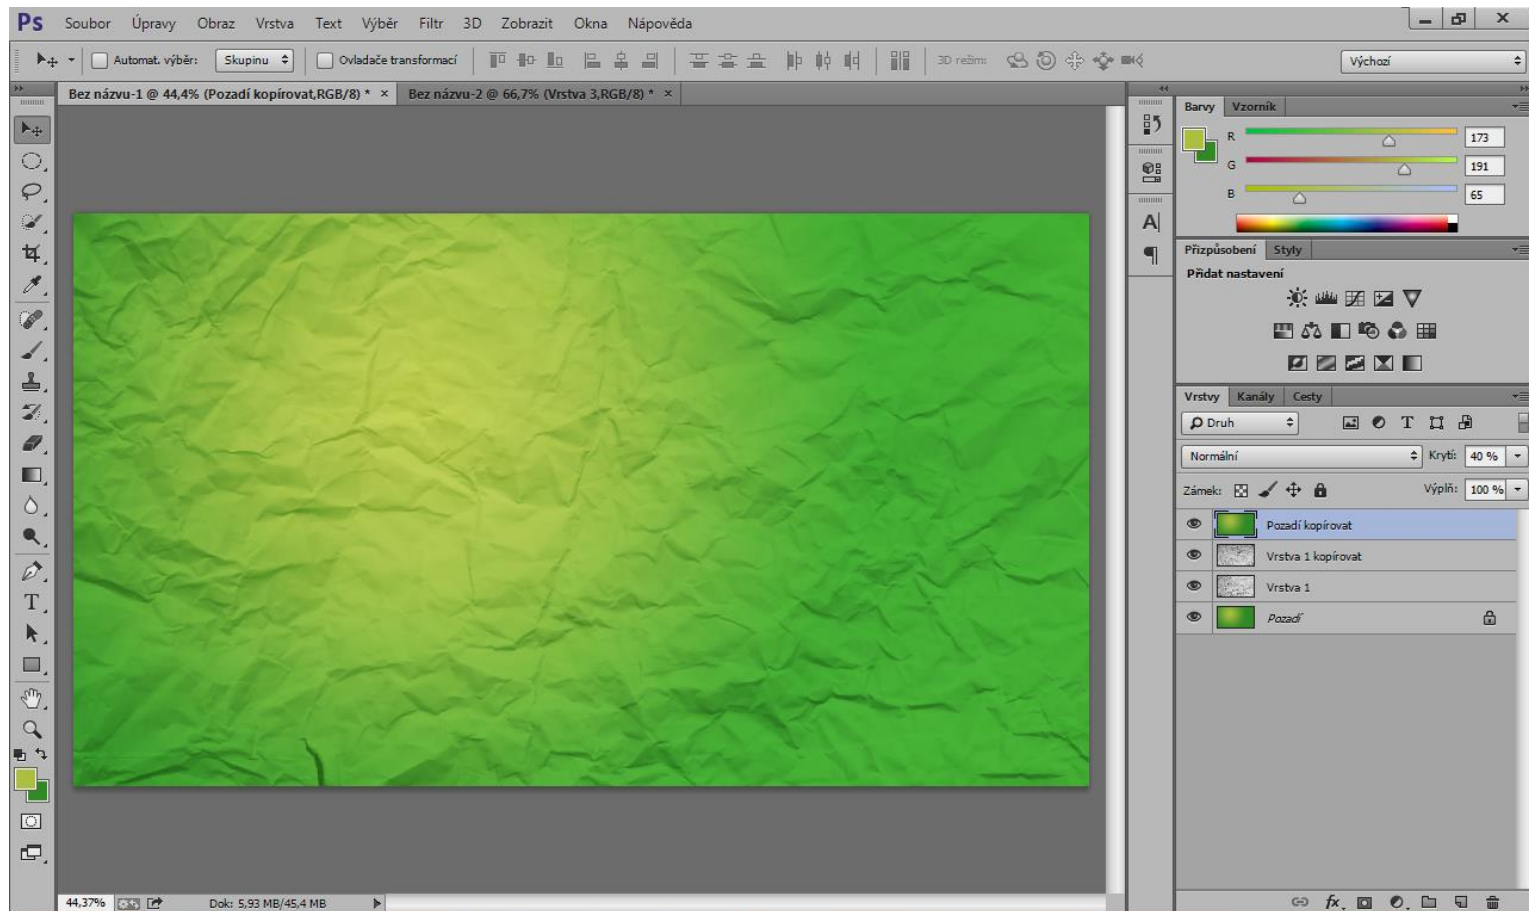 Ps Soubor Úpravy Obraz Vrstva Text Výběr Filtr 3D Zobrazit Okna Nápověda
Automat. výběr: Skupinu Ovladače transformací 3D režim: Výchozí
Bez názvu-1 @ 44,4% (Pozadí kopírovat,RGB/8) * × Bez názvu-2 @ 66,7% (Vrstva 3,RGB/8) * ×
Barvy Vzorník
R 173
G 191
B 65
Přizpůsobení Styly
Přidat nastavení
Vrstvy Kanály Cesty
Druh
Normální Krytí: 40 %
Zámek: Výplň: 100 %
Pozadí kopírovat
Vrstva 1 kopírovat
Vrstva 1
Pozadí
44,37% Dok: 5,93 MB/45,4 MB
fx